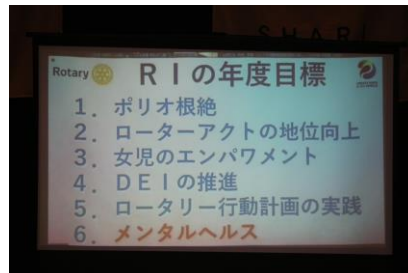 SHARI
Rotary
RIの年度目標
1. ポリオ根絶
2. ローターアクトの地位向上
3. 女児のエンパワメント
4. DEIの推進
5. ロータリー行動計画の実践
6. メンタルヘルス